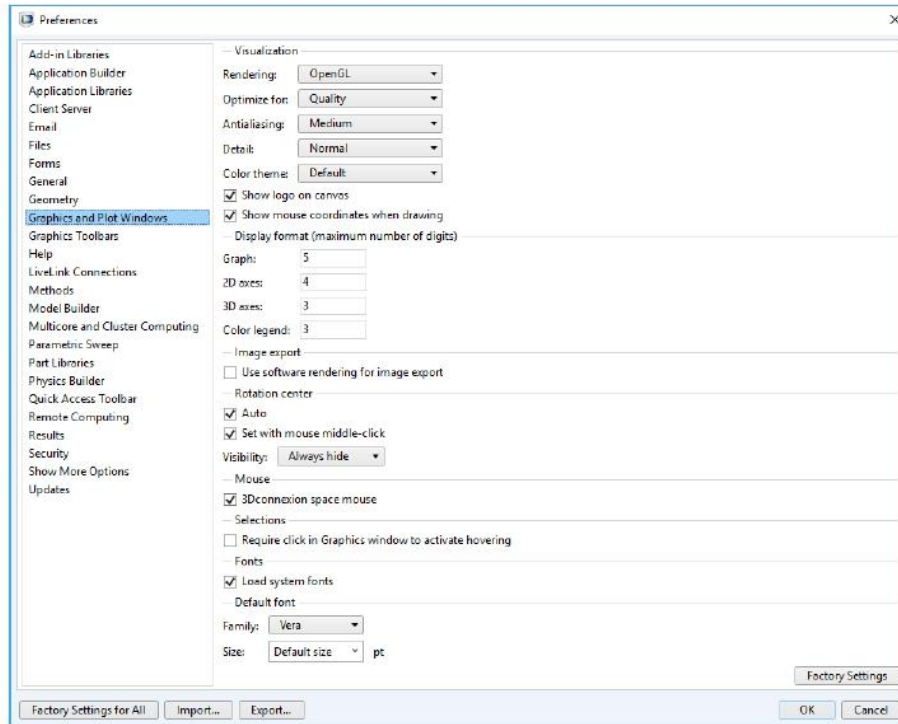 Preferences
Add-in Libraries
Application Builder
Application Libraries
Client Server
Email
Files
Forms
General
Geometry
Graphics and Plot Windows
Graphics Toolbars
Help
LiveLink Connections
Methods
Model Builder
Multicore and Cluster Computing
Parametric Sweep
Part Libraries
Physics Builder
Quick Access Toolbar
Remote Computing
Results
Security
Show More Options
Updates
Visualization
Rendering: OpenGL
Optimize for: Quality
Antialiasing: Medium
Detail: Normal
Color theme: Default
Show logo on canvas
Show mouse coordinates when drawing
Display format (maximum number of digits)
Graph: 5
2D axes: 4
3D axes: 3
Color legend: 3
Image export
Use software rendering for image export
Rotation center
Auto
Set with mouse middle-click
Visibility: Always hide
Mouse
3Dconnexion space mouse
Selections
Require click in Graphics window to activate hovering
Fonts
Load system fonts
Default font
Family: Vera
Size: Default size pt
Factory Settings
Factory Settings for All Import... Export... OK Cancel